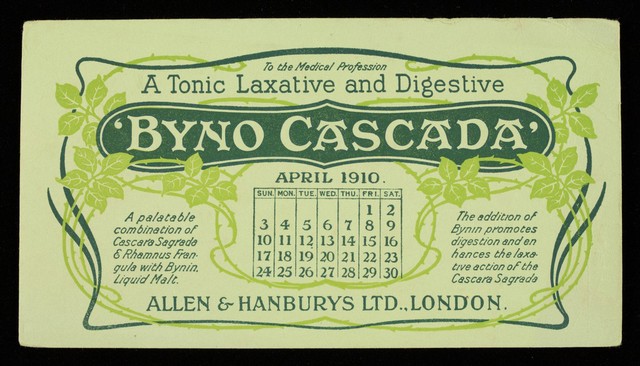 To the Medical Profession
A Tonic Laxative and Digestive
'BYNO CASCADA'
APRIL 1910.
SUN. MON. TUE. WED. THU. FRI. SAT.
1 2
3 4 5 6 7 8 9
10 11 12 13 14 15 16
17 18 19 20 21 22 23
24 25 26 27 28 29 30
A palatable
combination of
Cascara Sagrada
& Rhamnus Fran-
gula with Bynin,
Liquid Malt.
The addition of
Bynin promotes
digestion and en
hances the laxa-
tive action of the
Cascara Sagrada
ALLEN & HANBURYS LTD., LONDON.